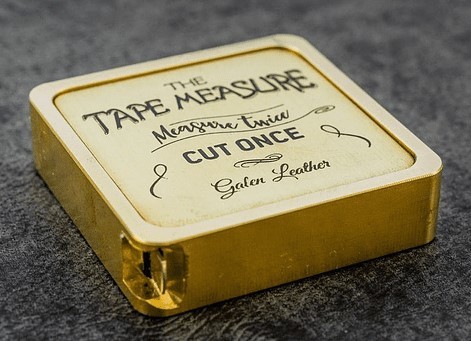 THE
TAPE MEASURE
Measure twice
CUT ONCE
Galen Leather